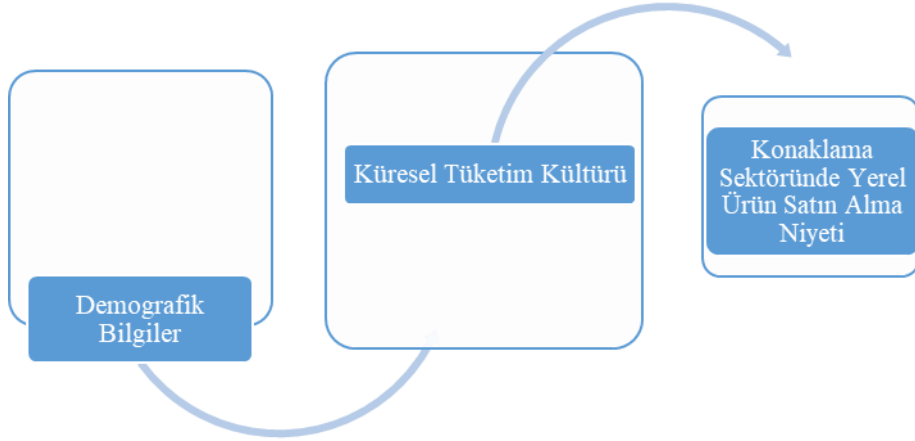 Demografik
Bilgiler
Küresel Tüketim Kültürü
Konaklama
Sektöründe Yerel
Ürün Satın Alma
Niyeti